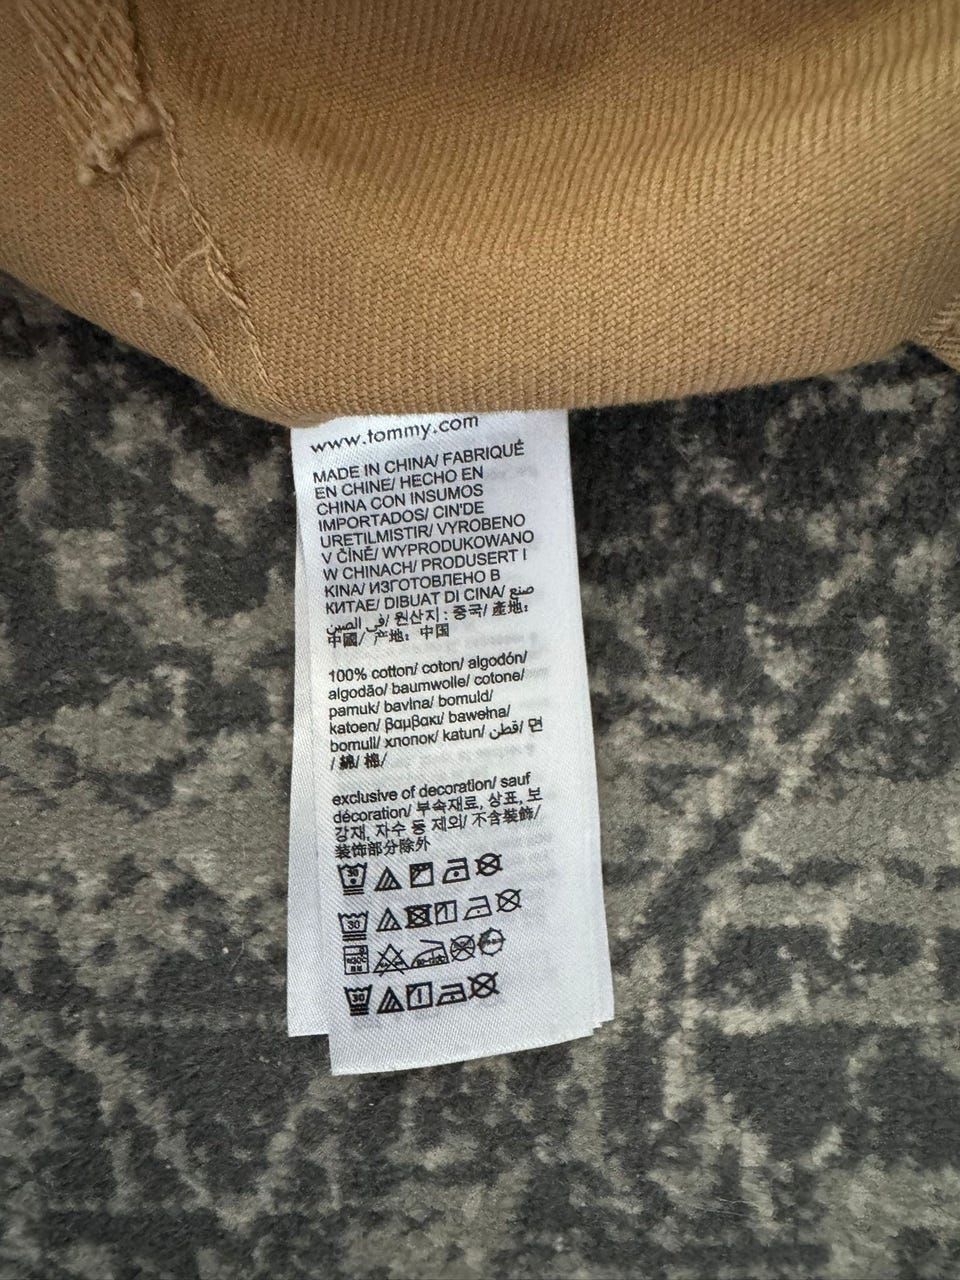 www.tommy.com
MADE IN CHINA/ FABRIQUÉ
EN CHINE/ HECHO EN
CHINA CON INSUMOS
IMPORTADOS/ CIN'DE
URETILMISTIR/ VYROBENO
V ČÍNĚ/ WYPRODUKOWANO
W CHINACH/ PRODUSERT I
KINA/ ИЗГОТОВЛЕНО В
КИТАЕ/ DIBUAT DI CINA/ صنع
في الصين/ 원산지 : 중국/ 產地:
中國/ 产地: 中国
100% cotton/ coton/ algodón/
algodão/ baumwolle/ cotone/
pamuk/ bavlna/ bomuld/
katoen/ βαμβακι/ bawełna/
bomull/ хлопок/ katun/ قطن/ 면
/ 綿/ 棉/
exclusive of decoration/ sauf
décoration/ 부속재료, 상표, 보
강재, 자수 등 제외/ 不含裝飾/
装饰部分除外
30
30
30